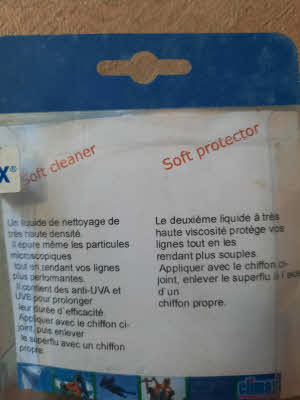 X®
Soft cleaner
Un liquide de nettoyage de
très haute densité.
Il épure même les particules
microscopiques
tout en rendant vos lignes
plus perfomantes.
Il contient des anti-UVA et
UVB pour prolonger
leur durée d'efficacité.
Appliquer avec le chiffon ci-
joint, puis enlever
le superflu avec un chiffon
propre.
Soft protector
Le deuxième liquide à très
haute viscosité protège vos
lignes tout en les
rendant plus souples.
Appliquer avec le chiffon ci-
joint, enlever le superflu à l'
d'un
chiffon propre.